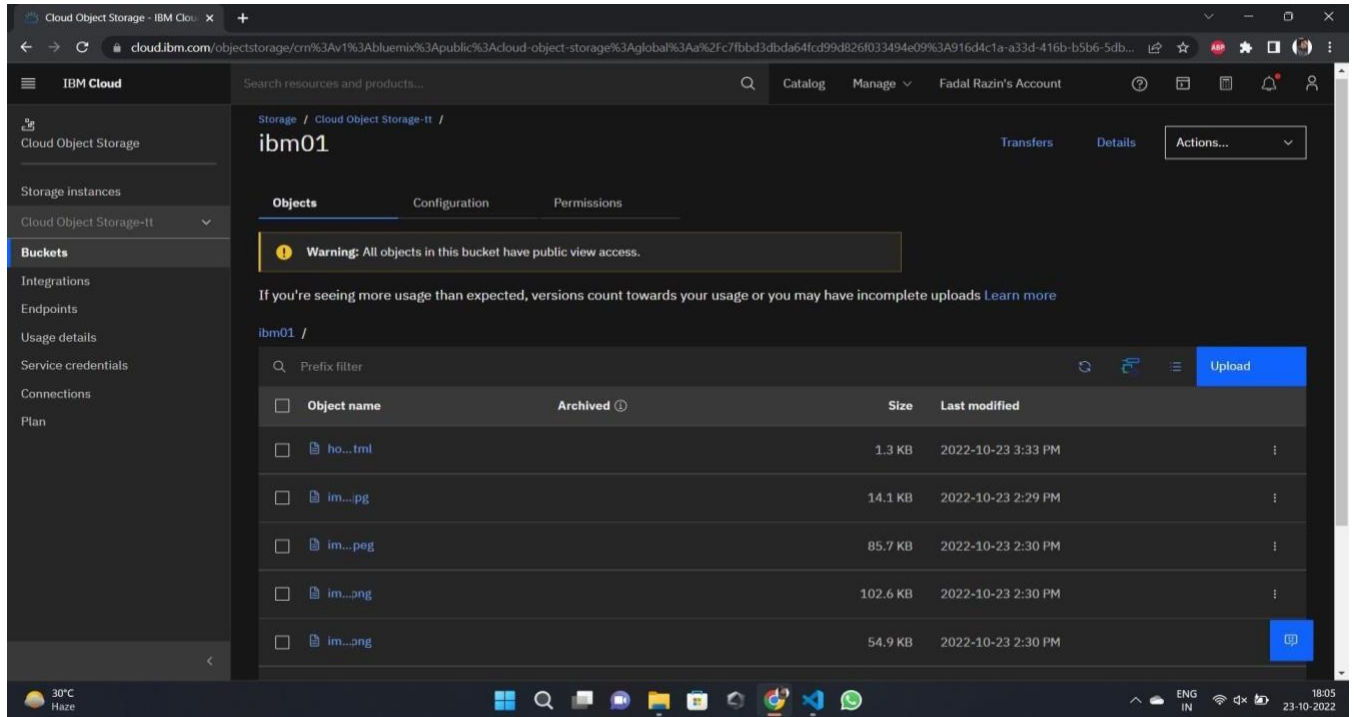 Cloud Object Storage - IBM Clou
cloud.ibm.com/objectstorage/crn%3Av1%3Abluemix%3Apublic%3Acloud-object-storage%3Aglobal%3Aa%2Fc7fbbd3dbda64fcd99d826f033494e09%3A916d4c1a-a33d-416b-b5b6-5db...
ABP
IBM Cloud
Search resources and products...
Catalog
Manage
Fadal Razin's Account
Cloud Object Storage
Storage instances
Cloud Object Storage-tt
Buckets
Integrations
Endpoints
Usage details
Service credentials
Connections
Plan
Storage / Cloud Object Storage-tt /
ibm01
Transfers
Details
Actions...
Objects
Configuration
Permissions
Warning: All objects in this bucket have public view access.
If you're seeing more usage than expected, versions count towards your usage or you may have incomplete uploads Learn more
ibm01 /
Prefix filter
Upload
Object name Archived Size Last modified
ho...tml 1.3 KB 2022-10-23 3:33 PM
im...jpg 14.1 KB 2022-10-23 2:29 PM
im...peg 85.7 KB 2022-10-23 2:30 PM
im...png 102.6 KB 2022-10-23 2:30 PM
im...png 54.9 KB 2022-10-23 2:30 PM
30°C
Haze
ENG
IN
18:05
23-10-2022